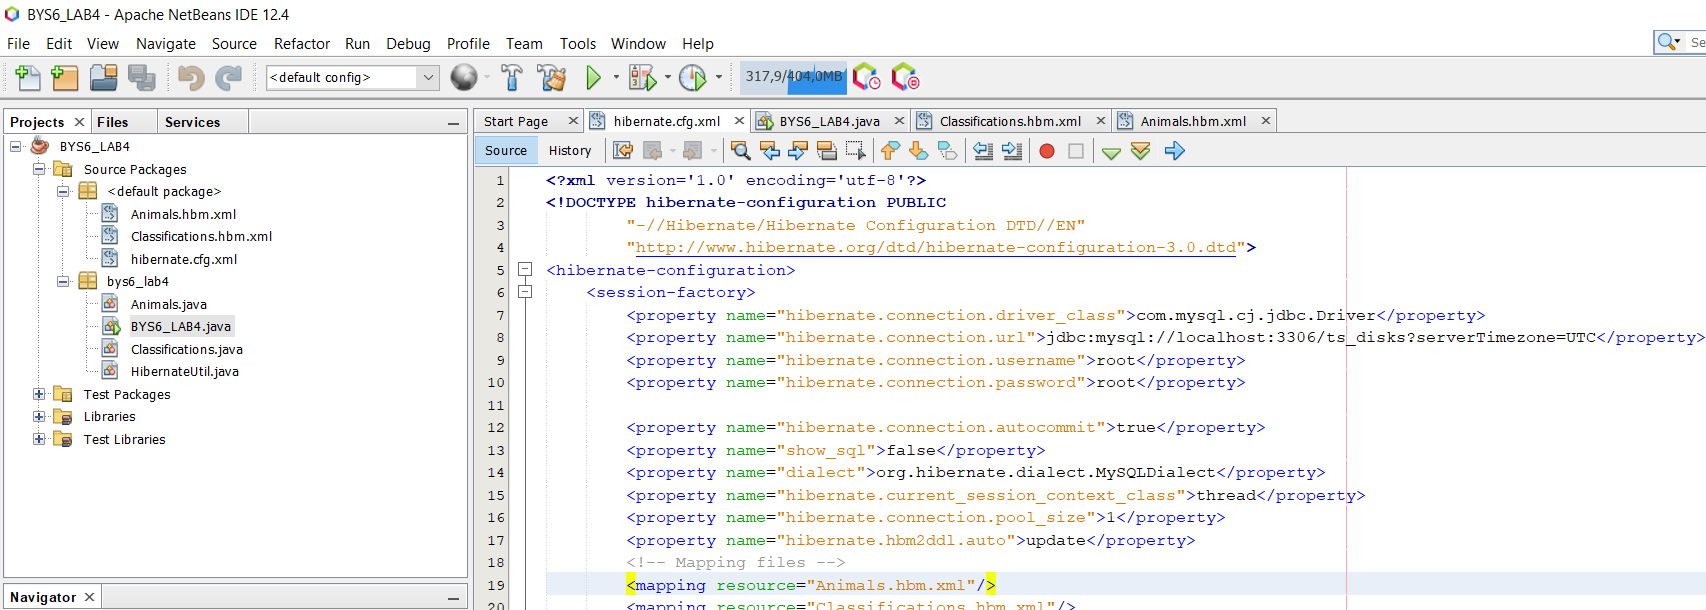 BYS6_LAB4 - Apache NetBeans IDE 12.4
File Edit View Navigate Source Refactor Run Debug Profile Team Tools Window Help
Se
<default config>
317,9/404,0MB
Projects Files Services
BYS6_LAB4
Source Packages
<default package>
Animals.hbm.xml
Classifications.hbm.xml
hibernate.cfg.xml
bys6_lab4
Animals.java
BYS6_LAB4.java
Classifications.java
HibernateUtil.java
Test Packages
Libraries
Test Libraries
Navigator
Start Page hibernate.cfg.xml BYS6_LAB4.java Classifications.hbm.xml Animals.hbm.xml
Source History
1 <?xml version='1.0' encoding='utf-8'?>
2 <!DOCTYPE hibernate-configuration PUBLIC
3 "-//Hibernate/Hibernate Configuration DTD//EN"
4 "http://www.hibernate.org/dtd/hibernate-configuration-3.0.dtd">
5 <hibernate-configuration>
6 <session-factory>
7 <property name="hibernate.connection.driver_class">com.mysql.cj.jdbc.Driver</property>
8 <property name="hibernate.connection.url">jdbc:mysql://localhost:3306/ts_disks?serverTimezone=UTC</property>
9 <property name="hibernate.connection.username">root</property>
10 <property name="hibernate.connection.password">root</property>
11
12 <property name="hibernate.connection.autocommit">true</property>
13 <property name="show_sql">false</property>
14 <property name="dialect">org.hibernate.dialect.MySQLDialect</property>
15 <property name="hibernate.current_session_context_class">thread</property>
16 <property name="hibernate.connection.pool_size">1</property>
17 <property name="hibernate.hbm2ddl.auto">update</property>
18 <!-- Mapping files -->
19 <mapping resource="Animals.hbm.xml"/>
20 <mapping resource="Classifications.hbm.xml"/>